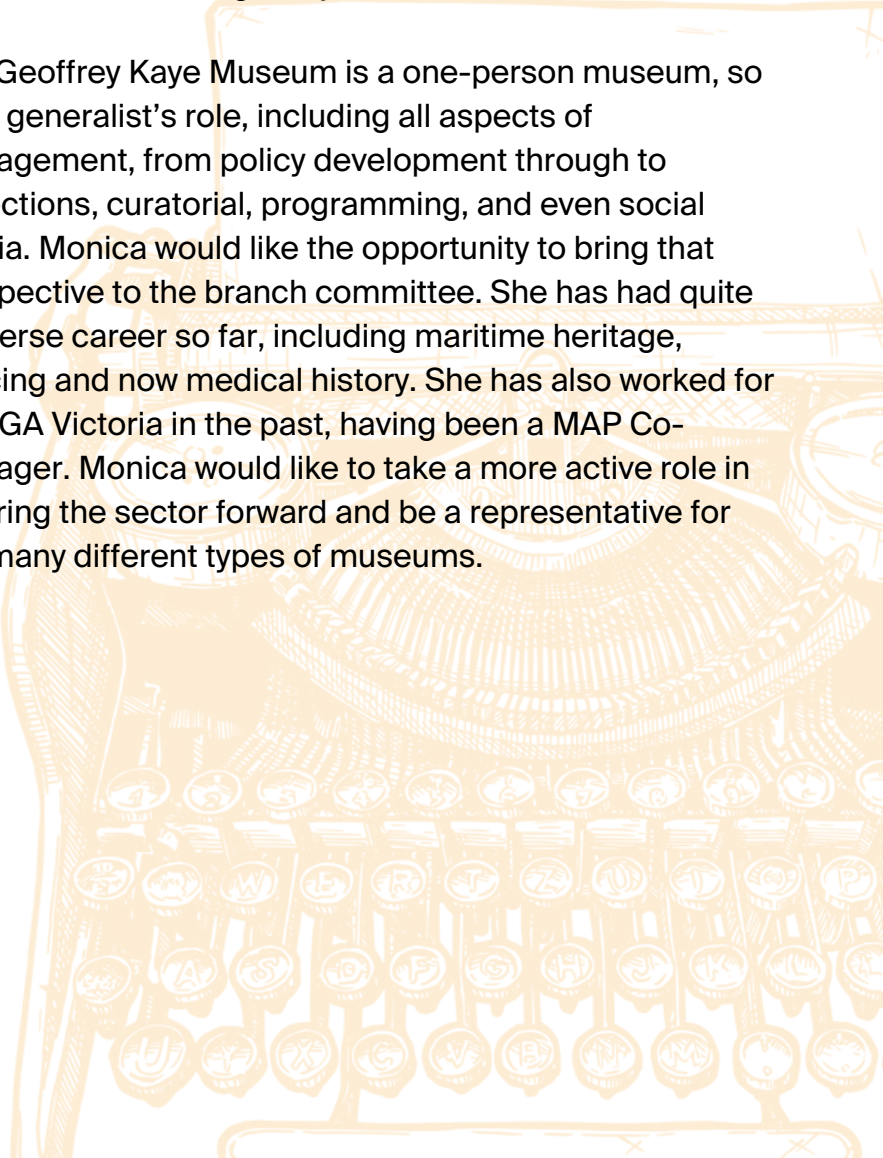 Geoffrey Kaye Museum is a one-person museum, so
generalist’s role, including all aspects of
agement, from policy development through to
ctions, curatorial, programming, and even social
ia. Monica would like the opportunity to bring that
pective to the branch committee. She has had quite
erse career so far, including maritime heritage,
ing and now medical history. She has also worked for
GA Victoria in the past, having been a MAP Co-
ager. Monica would like to take a more active role in
ring the sector forward and be a representative for
many different types of museums.
W E R T Z U
A S D F G H J K L
Y X C V B N M